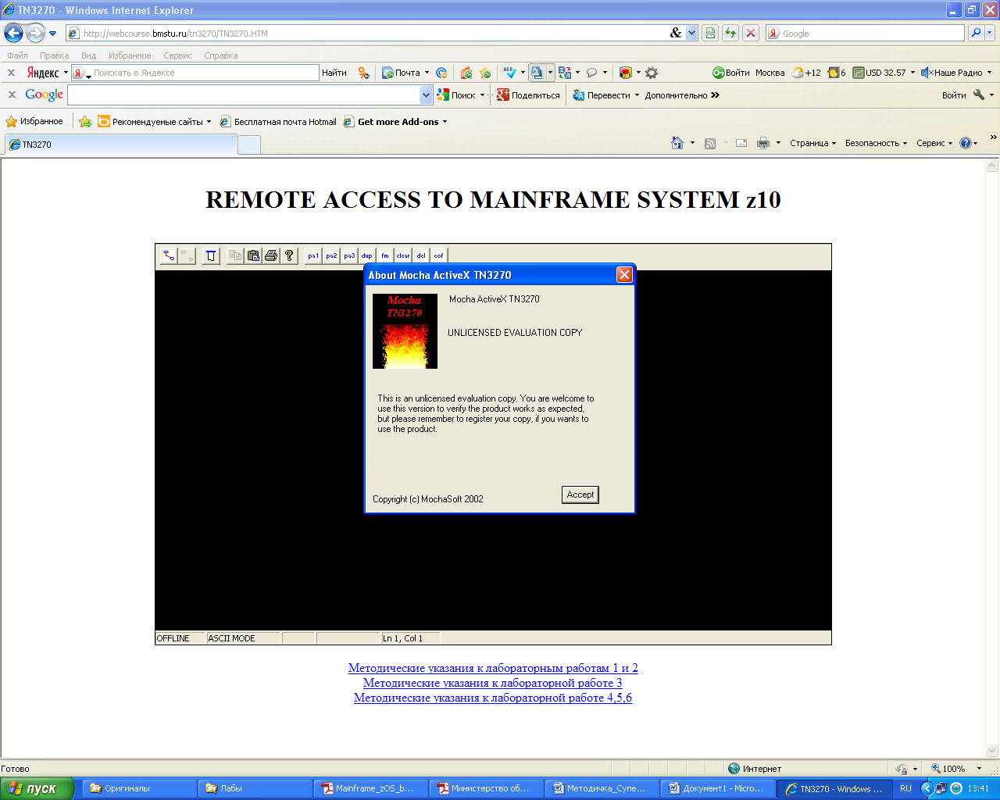 TN3270 - Windows Internet Explorer
http://webcourse.bmstu.ru/tn3270/TN3270.HTM
&
Я Google
Файл Правка Вид Избранное Сервис Справка
x Яндекс Я Поискать в Яндексе Найти Почта АБВ Войти Москва +12 6 USD 32.57 Наше Радио
x Google Поиск Поделиться Перевести Дополнительно Войти
Избранное Рекомендуемые сайты Бесплатная почта Hotmail Get more Add-ons
TN3270 Страница Безопасность Сервис
REMOTE ACCESS TO MAINFRAME SYSTEM z10
pa1 pa2 pa3 dup fm clear del eof
About Mocha ActiveX TN3270
Mocha
TN3270
Mocha ActiveX TN3270
UNLICENSED EVALUATION COPY
This is an unlicensed evaluation copy. You are welcome to
use this version to verify the product works as expected,
but please remember to register your copy, if you wants to
use the product.
Accept
Copyright (c) MochaSoft 2002
OFFLINE ASCII MODE Ln 1, Col 1
Методические указания к лабораторным работам 1 и 2
Методические указания к лабораторной работе 3
Методические указания к лабораторной работе 4,5,6
Готово Интернет 100%
пуск Оригиналы Лабы Mainframe_zOS_b... Министерство об... Методичка_Супе... Документ1 - Micro... TN3270 - Windows ... RU 13:41